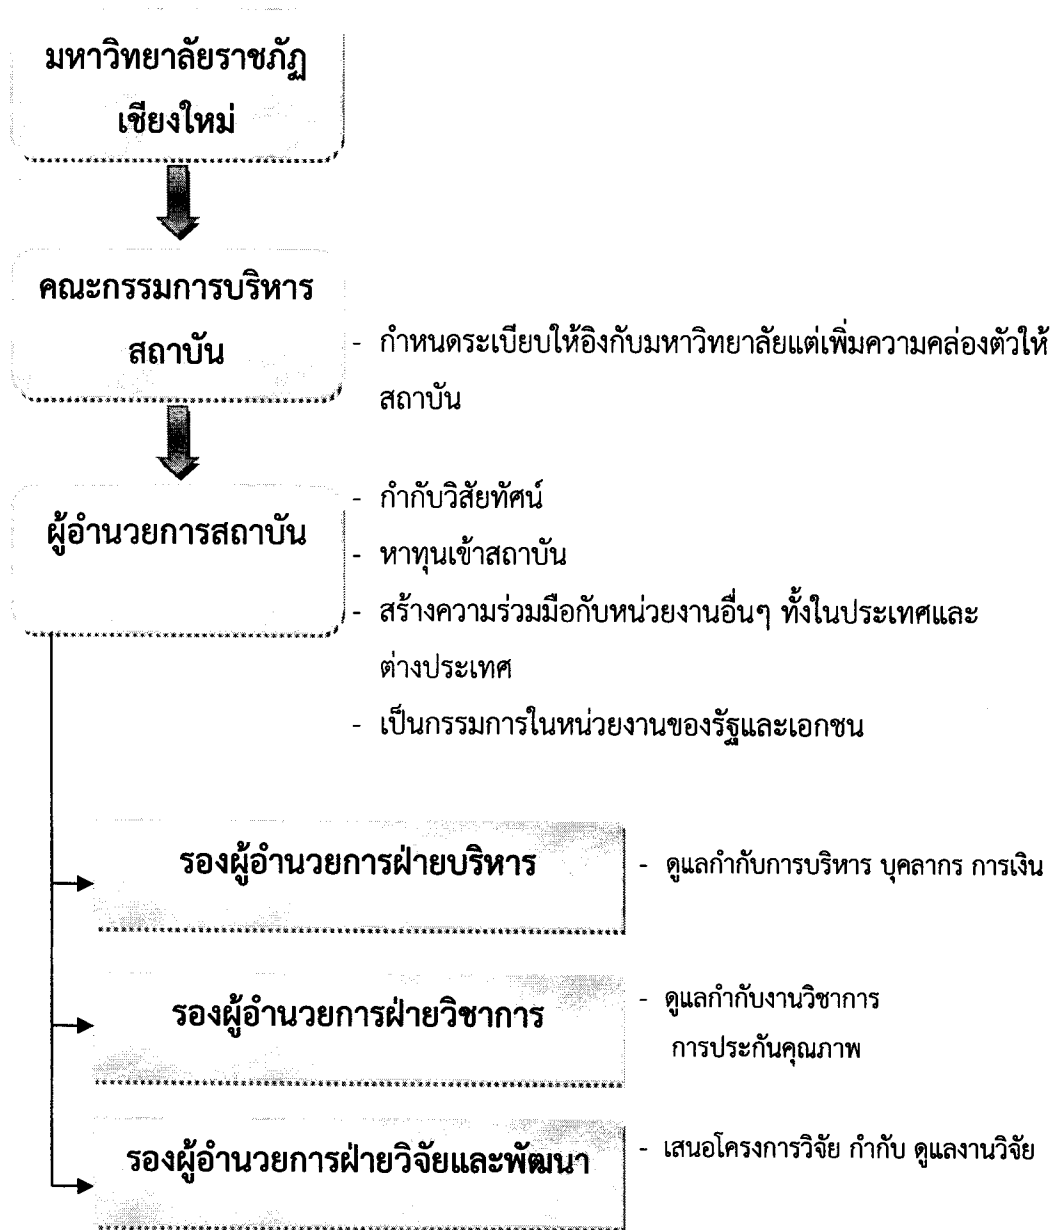 มหาวิทยาลัยราชภัฏ
เชียงใหม่
คณะกรรมการบริหาร
สถาบัน
- กำหนดระเบียบให้อิงกับมหาวิทยาลัยแต่เพิ่มความคล่องตัวให้
สถาบัน
ผู้อำนวยการสถาบัน
- กำกับวิสัยทัศน์
- หาทุนเข้าสถาบัน
- สร้างความร่วมมือกับหน่วยงานอื่นๆ ทั้งในประเทศและ
ต่างประเทศ
- เป็นกรรมการในหน่วยงานของรัฐและเอกชน
รองผู้อำนวยการฝ่ายบริหาร
- ดูแลกำกับการบริหาร บุคลากร การเงิน
รองผู้อำนวยการฝ่ายวิชาการ
- ดูแลกำกับงานวิชาการ
การประกันคุณภาพ
รองผู้อำนวยการฝ่ายวิจัยและพัฒนา
- เสนอโครงการวิจัย กำกับ ดูแลงานวิจัย